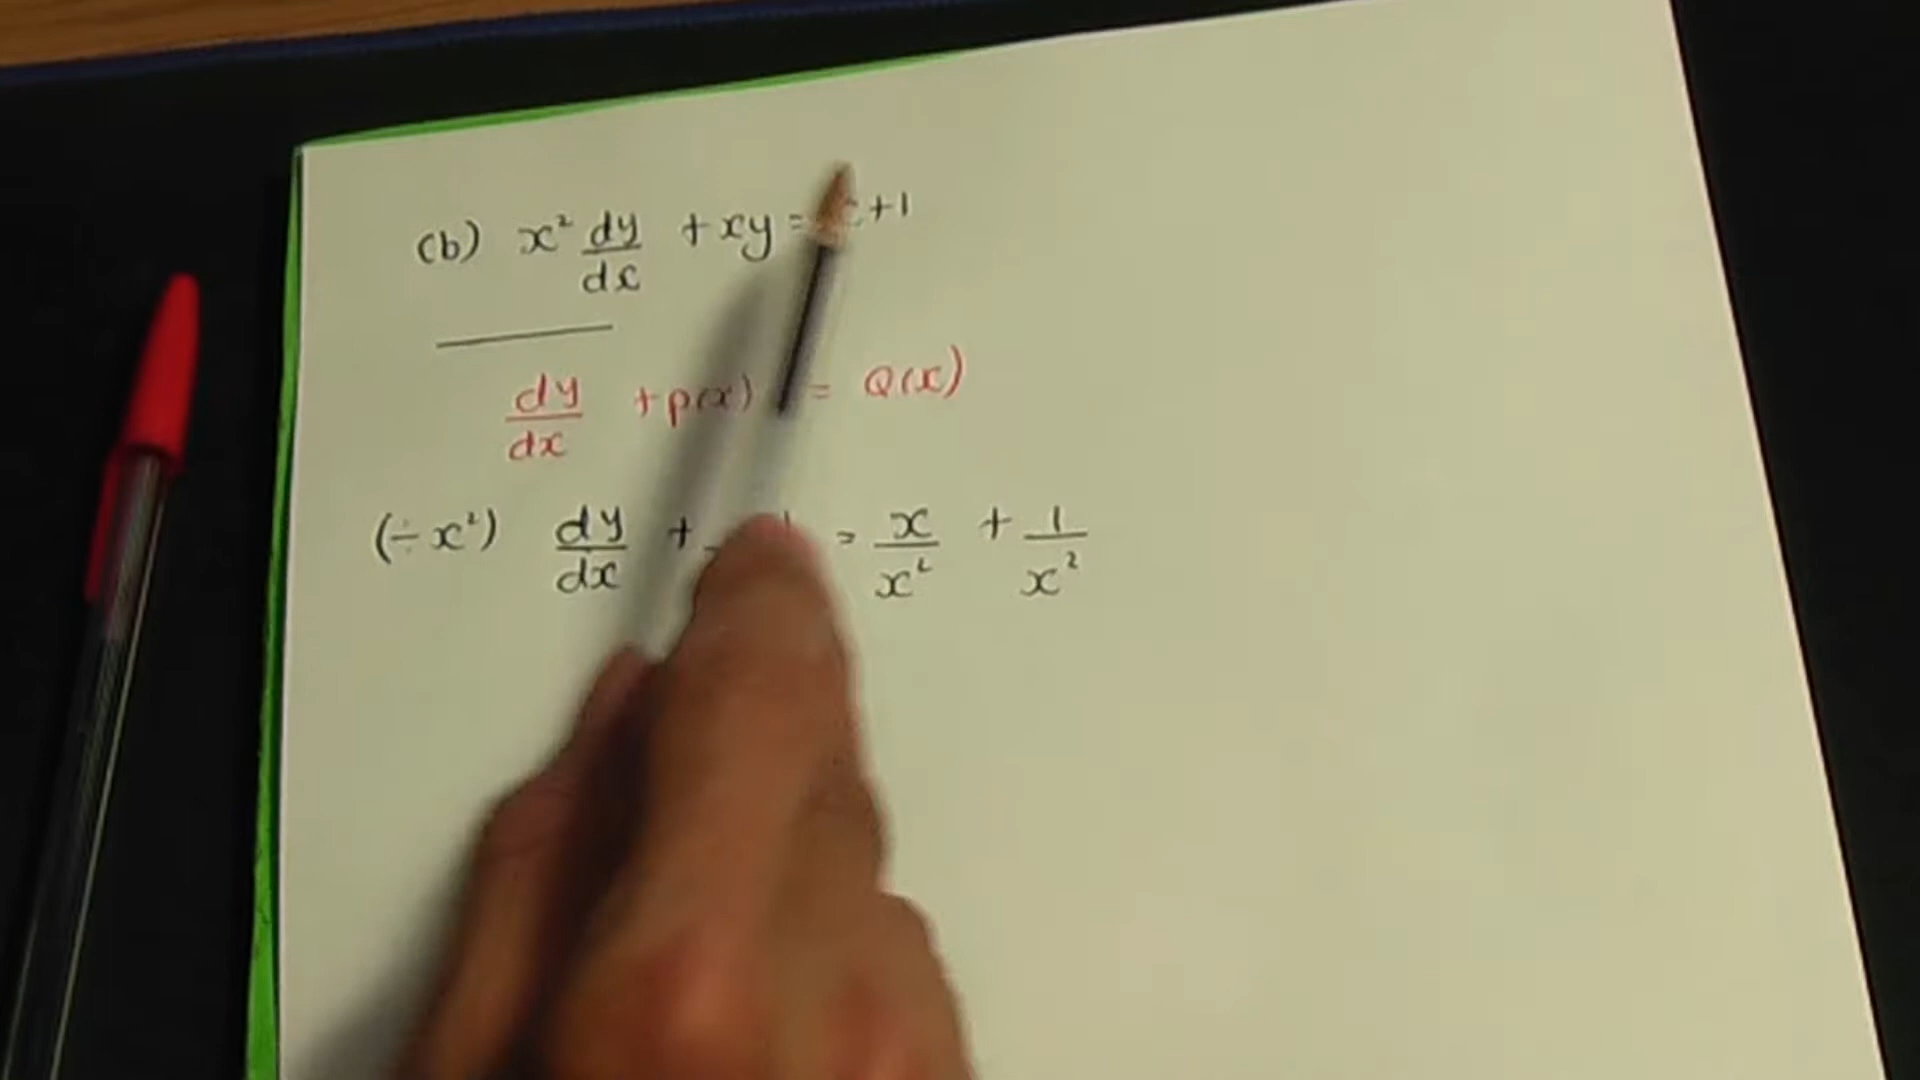 (b) x² dy/dx + xy = x + 1
dy/dx + p(x) = Q(x)
(÷ x²) dy/dx + = x/x² + 1/x²